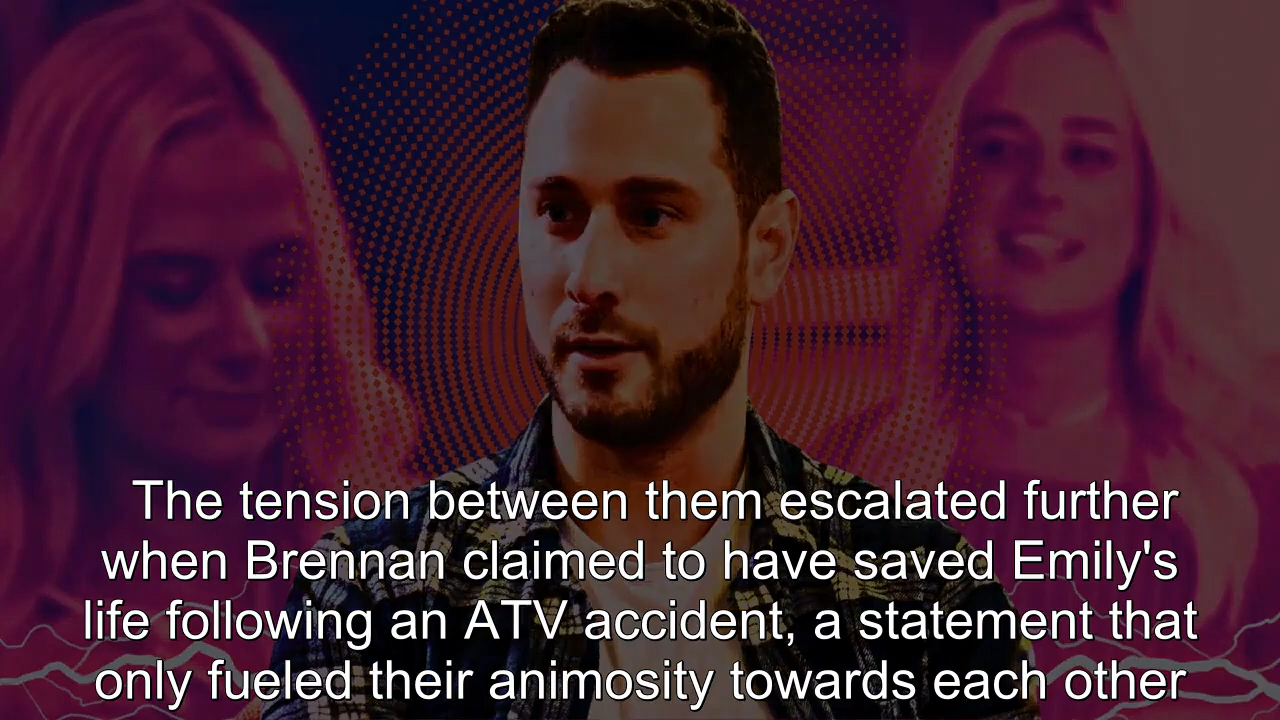 The tension between them escalated further
when Brennan claimed to have saved Emily's
life following an ATV accident, a statement that
only fueled their animosity towards each other